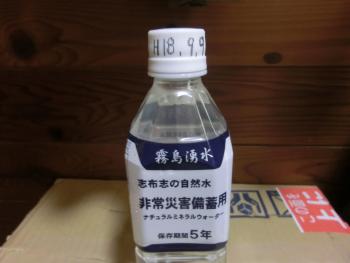 H18.9.9
霧島湧水
志布志の自然水
非常災害備蓄用
ナチュラルミネラルウォーター
保存期間5年